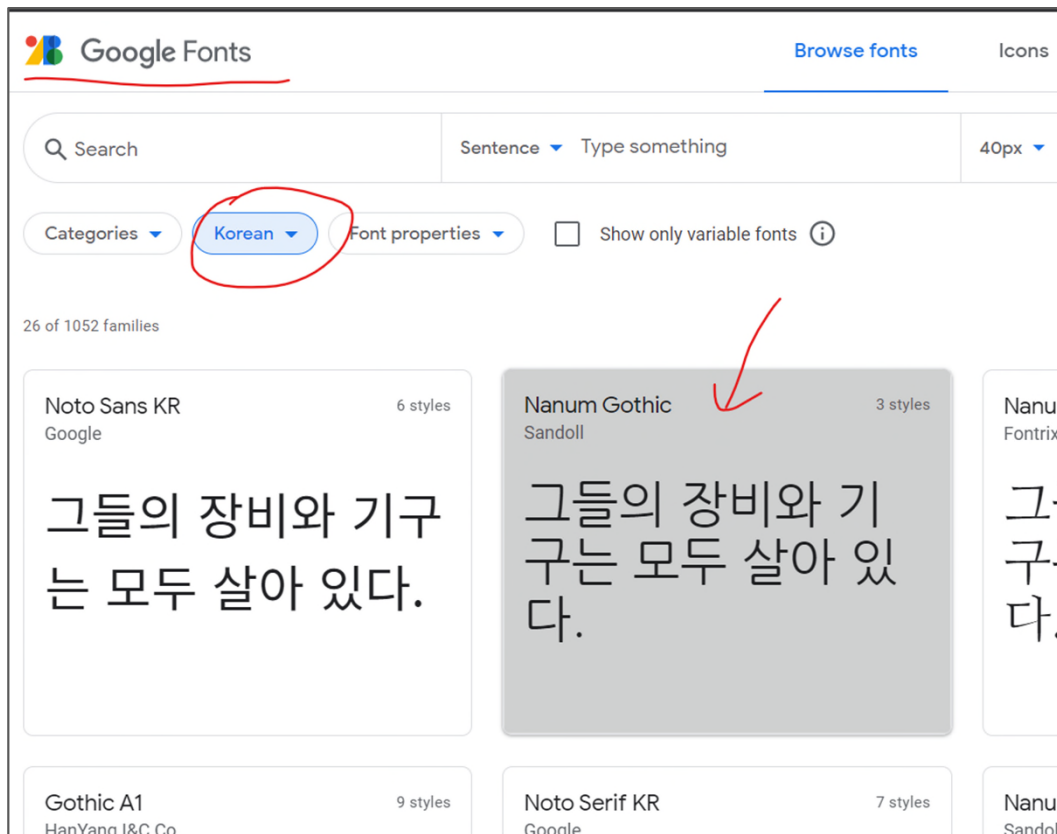 Google Fonts
Browse fonts
Icons
Search
Sentence
Type something
40px
Categories
Korean
Font properties
Show only variable fonts
26 of 1052 families
Noto Sans KR
6 styles
Google
그들의 장비와 기구
는 모두 살아 있다.
Nanum Gothic
3 styles
Sandoll
그들의 장비와 기
구는 모두 살아 있
다.
Nanu
Fontrix
그
구
다.
Gothic A1
9 styles
HanYang I&C Co
Noto Serif KR
7 styles
Google
Nanu
Sandol